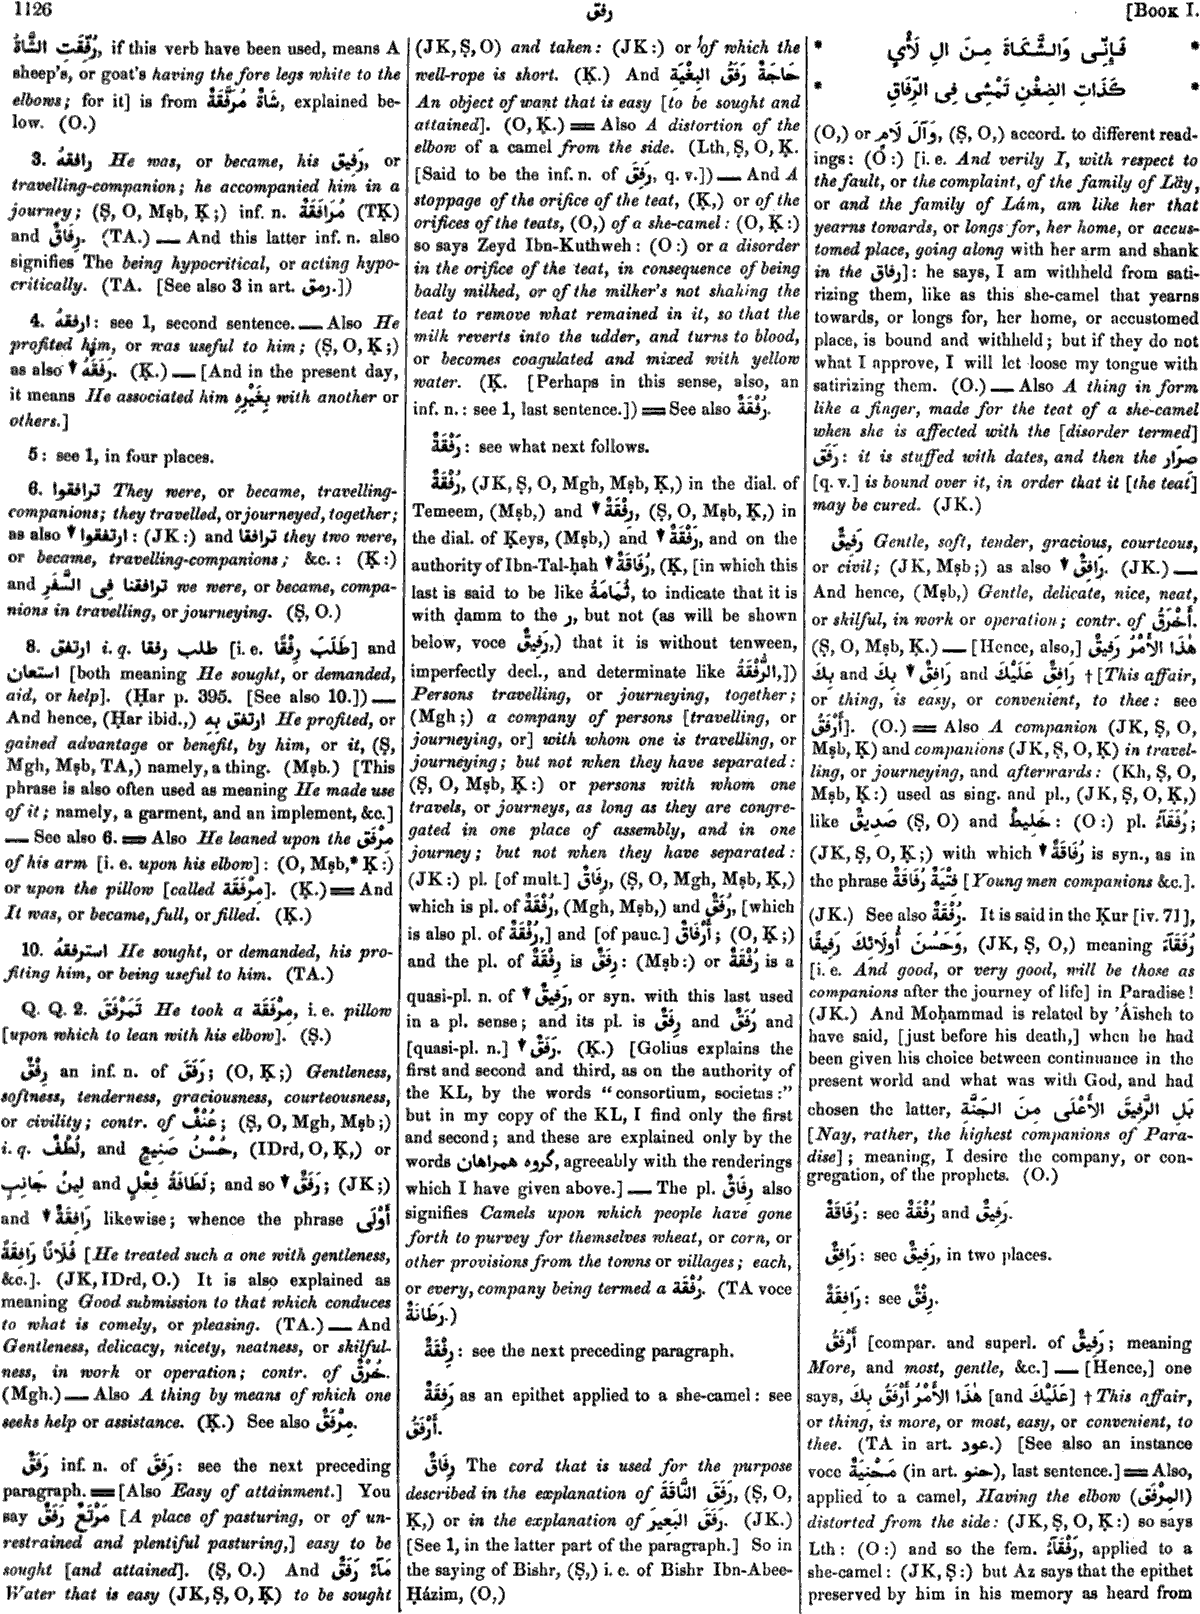 1126
رفق
[BOOK I.
رُفِّقَتِ الشَّاةُ, if this verb have been used, means A
sheep's, or goat's having the fore legs white to the
elbows; for it] is from شَاةٌ مُرَفَّقَةٌ, explained be-
low. (O.)
3. رافقهُ He was, or became, his رَفِيق, or
travelling-companion; he accompanied him in a
journey; (Ṣ, O, Mṣb, Ḳ;) inf. n. مُرَافَقَةٌ (TḲ)
and رِفَاقٌ. (TA.) — And this latter inf. n. also
signifies The being hypocritical, or acting hypo-
critically. (TA. [See also 3 in art. رمق.])
4. ارفقهُ: see 1, second sentence. — Also He
profited him, or was useful to him; (Ṣ, O, Ḳ;)
as also ▼ رَفَقَهُ. (Ḳ.) — [And in the present day,
it means He associated him بِغَيْرِهِ with another or
others.]
5: see 1, in four places.
6. ترافقوا They were, or became, travelling-
companions; they travelled, or journeyed, together;
as also ▼ ارتفقوا: (JK:) and ترافقا they two were,
or became, travelling-companions; &c.: (Ḳ:)
and ترافقنا فِى السَّفَرِ we were, or became, compa-
nions in travelling, or journeying. (Ṣ, O.)
8. ارتفق i. q. طلب رفقا [i. e. طَلَبَ رِفْقًا] and
استعان [both meaning He sought, or demanded,
aid, or help]. (Ḥar p. 395. [See also 10.]) —
And hence, (Ḥar ibid.,) ارتفق بِهِ He profited, or
gained advantage or benefit, by him, or it, (Ṣ,
Mgh, Mṣb, TA,) namely, a thing. (Mṣb.) [This
phrase is also often used as meaning He made use
of it; namely, a garment, and an implement, &c.]
— See also 6. = Also He leaned upon the مِرْفَق
of his arm [i. e. upon his elbow]: (O, Mṣb,* Ḳ:)
or upon the pillow [called مِرْفَقَة]. (Ḳ.) = And
It was, or became, full, or filled. (Ḳ.)
10. استرفقهُ He sought, or demanded, his pro-
fiting him, or being useful to him. (TA.)
Q. Q. 2. تَمَرْفَقَ He took a مِرْفَقَة, i. e. pillow
[upon which to lean with his elbow]. (Ṣ.)
رِفْقٌ an inf. n. of رَفَقَ; (O, Ḳ;) Gentleness,
softness, tenderness, graciousness, courteousness,
or civility; contr. of عُنْفٌ; (Ṣ, O, Mgh, Mṣb;)
i. q. لُطْفٌ, and حُسْنُ صَنِيعٍ, (IDrd, O, Ḳ,) or
لِينُ جَانِبٍ and لَطَافَةُ فِعْلٍ; and so ▼ رَفَقٌ; (JK;)
and ▼ رَافِقَةٌ likewise; whence the phrase أَوْلَى
فُلَانًا رَافِقَةً [He treated such a one with gentleness,
&c.]. (JK, IDrd, O.) It is also explained as
meaning Good submission to that which conduces
to what is comely, or pleasing. (TA.) — And
Gentleness, delicacy, nicety, neatness, or skilful-
ness, in work or operation; contr. of خُرْقٌ.
(Mgh.) — Also A thing by means of which one
seeks help or assistance. (Ḳ.) See also مِرْفَقٌ.
رَفَقٌ inf. n. of رَفِقَ: see the next preceding
paragraph. = [Also Easy of attainment.] You
say مَرْتَعٌ رَفَقٌ [A place of pasturing, or of un-
restrained and plentiful pasturing,] easy to be
sought [and attained]. (Ṣ, O.) And مَآءٌ رَفَقٌ
Water that is easy (JK, Ṣ, O, Ḳ) to be sought
(JK, Ṣ, O) and taken: (JK:) or of which the
well-rope is short. (Ḳ.) And حَاجَةٌ رَفَقُ البِغْيَةِ
An object of want that is easy [to be sought and
attained]. (O, Ḳ.) = Also A distortion of the
elbow of a camel from the side. (Lth, Ṣ, O, Ḳ.
[Said to be the inf. n. of رَفِقَ, q. v.]) — And A
stoppage of the orifice of the teat, (Ḳ,) or of the
orifices of the teats, (O,) of a she-camel: (O, Ḳ:)
so says Zeyd Ibn-Kuthweh: (O:) or a disorder
in the orifice of the teat, in consequence of being
badly milked, or of the milker's not shaking the
teat to remove what remained in it, so that the
milk reverts into the udder, and turns to blood,
or becomes coagulated and mixed with yellow
water. (Ḳ. [Perhaps in this sense, also, an
inf. n.: see 1, last sentence.]) = See also رُفْقَةٌ.
رَفْقَةٌ: see what next follows.
رُفْقَةٌ, (JK, Ṣ, O, Mgh, Mṣb, Ḳ,) in the dial. of
Temeem, (Mṣb,) and ▼ رِفْقَةٌ, (Ṣ, O, Mṣb, Ḳ,) in
the dial. of Ḳeys, (Mṣb,) and ▼ رَفْقَةٌ, and on the
authority of Ibn-Tal-ḥah ▼ رُفَاقَةٌ, (Ḳ, [in which this
last is said to be like ثُمَامَةُ, to indicate that it is
with ḍamm to the ر, but not (as will be shown
below, voce رَفِيقٌ,) that it is without tenween,
imperfectly decl., and determinate like الرُّفْقَةُ,])
Persons travelling, or journeying, together;
(Mgh;) a company of persons [travelling, or
journeying, or] with whom one is travelling, or
journeying; but not when they have separated:
(Ṣ, O, Mṣb, Ḳ:) or persons with whom one
travels, or journeys, as long as they are congre-
gated in one place of assembly, and in one
journey; but not when they have separated:
(JK:) pl. [of mult.] رِفَاقٌ, (Ṣ, O, Mgh, Mṣb, Ḳ,)
which is pl. of رُفْقَةٌ, (Mgh, Mṣb,) and رُفَقٌ, [which
is also pl. of رُفْقَةٌ,] and [of pauc.] أَرْفَاقٌ; (O, Ḳ;)
and the pl. of رِفْقَةٌ is رِفَقٌ: (Mṣb:) or رُفْقَةٌ is a
quasi-pl. n. of ▼ رَفِيقٌ, or syn. with this last used
in a pl. sense; and its pl. is رِفَقٌ and رُفَقٌ and
[quasi-pl. n.] ▼ رَفَقٌ. (Ḳ.) [Golius explains the
first and second and third, as on the authority of
the KL, by the words "consortium, societas:"
but in my copy of the KL, I find only the first
and second; and these are explained only by the
words گروه همراهان, agreeably with the renderings
which I have given above.] — The pl. رِفَاقٌ also
signifies Camels upon which people have gone
forth to purvey for themselves wheat, or corn, or
other provisions from the towns or villages; each,
or every, company being termed a رُفْقَة. (TA voce
رَطَانَةٌ.)
رِفْقَةٌ: see the next preceding paragraph.
رَفِقَةٌ as an epithet applied to a she-camel: see
أَرْفَقُ.
رِفَاقٌ The cord that is used for the purpose
described in the explanation of رَفَقَ النَّاقَةَ, (Ṣ, O,
Ḳ,) or in the explanation of رَفَقَ البَعِيرَ. (JK.)
[See 1, in the latter part of the paragraph.] So in
the saying of Bishr, (Ṣ,) i. e. of Bishr Ibn-Abee-
Ḥázim, (O,)
* فَإِنِّى وَالشَّكَاةَ مِنَ الِ لَأْيٍ *
* كَذَاتِ الضِغْنِ تَمْشِى فِى الرِّفَاقِ *
(O,) or وَآلَ لَامٍ, (Ṣ, O,) accord. to different read-
ings: (O:) [i. e. And verily I, with respect to
the fault, or the complaint, of the family of Láy,
or and the family of Lám, am like her that
yearns towards, or longs for, her home, or accus-
tomed place, going along with her arm and shank
in the رفاق]: he says, I am withheld from sati-
rizing them, like as this she-camel that yearns
towards, or longs for, her home, or accustomed
place, is bound and withheld; but if they do not
what I approve, I will let loose my tongue with
satirizing them. (O.) — Also A thing in form
like a finger, made for the teat of a she-camel
when she is affected with the [disorder termed]
رَفَق: it is stuffed with dates, and then the صِرَار
[q. v.] is bound over it, in order that it [the teat]
may be cured. (JK.)
رَفِيقٌ Gentle, soft, tender, gracious, courteous,
or civil; (JK, Mṣb;) as also ▼ رَافِقٌ. (JK.) —
And hence, (Mṣb,) Gentle, delicate, nice, neat,
or skilful, in work or operation; contr. of أَخْرَقُ.
(Ṣ, O, Mṣb, Ḳ.) — [Hence, also,] هٰذَا الأَمْرُ رَفِيقٌ
بِكَ and ▼ رَافِقٌ بِكَ and رَافِقٌ عَلَيْكَ † [This affair,
or thing, is easy, or convenient, to thee: see
أَرْفَقُ]. (O.) = Also A companion (JK, Ṣ, O,
Mṣb, Ḳ) and companions (JK, Ṣ, O, Ḳ) in travel-
ling, or journeying, and afterwards: (Kh, Ṣ, O,
Mṣb, Ḳ:) used as sing. and pl., (JK, Ṣ, O, Ḳ,)
like صَدِيقٌ (Ṣ, O) and خَلِيطٌ: (O:) pl. رُفَقَآءُ;
(JK, Ṣ, O, Ḳ;) with which ▼ رُفَاقَةٌ is syn., as in
the phrase فِتْيَةٌ رُفَاقَةٌ [Young men companions &c.].
(JK.) See also رُفْقَةٌ. It is said in the Ḳur [iv. 71],
وَحَسُنَ أُولَائِكَ رَفِيقًا, (JK, Ṣ, O,) meaning رُفَقَآءَ
[i. e. And good, or very good, will be those as
companions after the journey of life] in Paradise!
(JK.) And Moḥammad is related by 'Áïsheh to
have said, [just before his death,] when he had
been given his choice between continuance in the
present world and what was with God, and had
chosen the latter, بَلِ الرَّفِيقَ الأَعْلَى مِنَ الجَنَّةِ
[Nay, rather, the highest companions of Para-
dise]; meaning, I desire the company, or con-
gregation, of the prophets. (O.)
رُفَاقَةٌ: see رُفْقَةٌ and رَفِيقٌ.
رَافِقٌ: see رَفِيقٌ, in two places.
رَافِقَةٌ: see رِفْقٌ.
أَرْفَقُ [compar. and superl. of رَفِيقٌ; meaning
More, and most, gentle, &c.] — [Hence,] one
says, هٰذَا الأَمْرُ أَرْفَقُ بِكَ [and عَلَيْكَ] † This affair,
or thing, is more, or most, easy, or convenient, to
thee. (TA in art. عود.) [See also an instance
voce مَحْنِيَةٌ (in art. حنو), last sentence.] = Also,
applied to a camel, Having the elbow (المِرْفَق)
distorted from the side: (JK, Ṣ, O, Ḳ:) so says
Lth: (O:) and so the fem. رَفْقَآءُ, applied to a
she-camel: (JK, Ṣ:) but Az says that the epithet
preserved by him in his memory as heard from